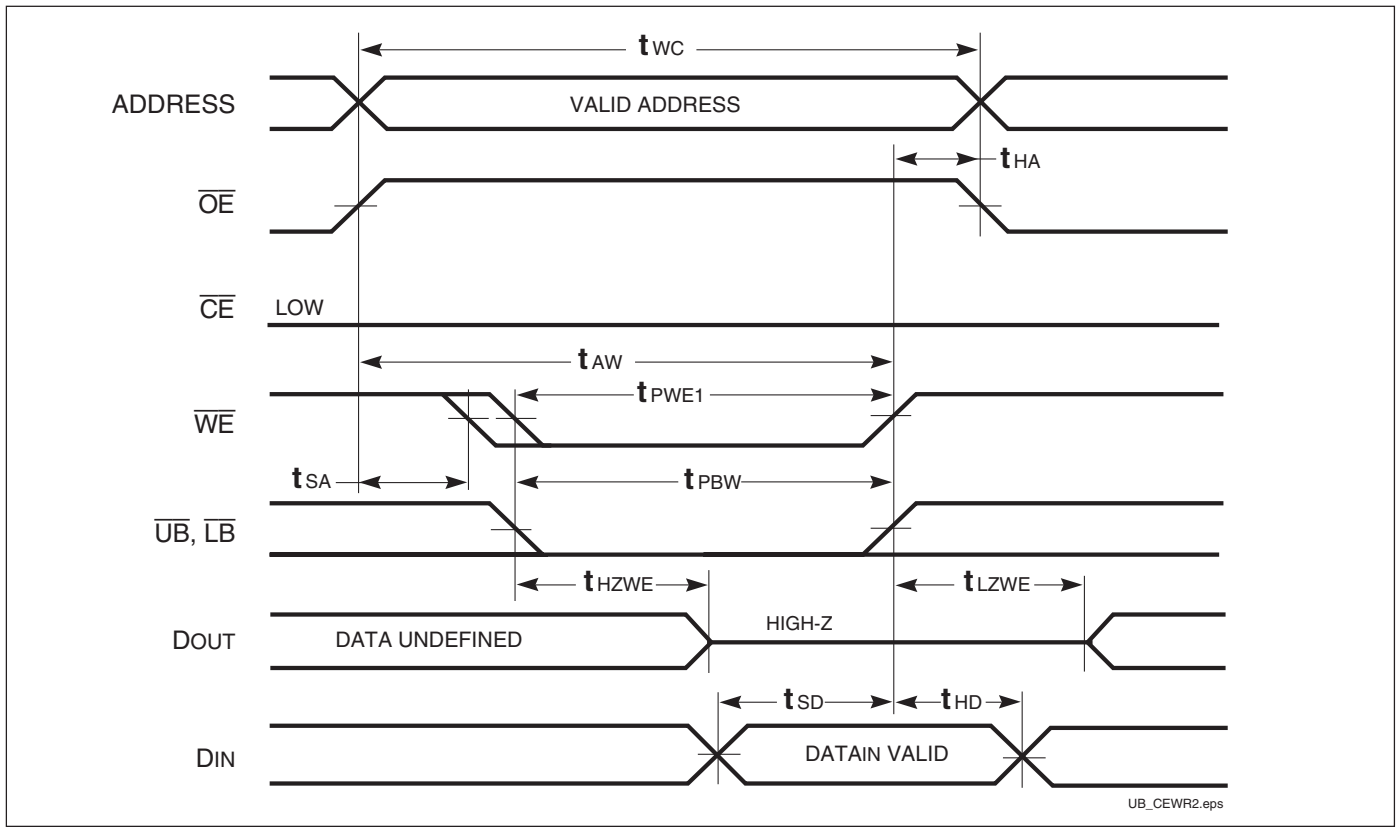 tWC
ADDRESS VALID ADDRESS
tHA
OE
CE LOW
tAW
tPWE1
WE
tSA tPBW
UB, LB
tHZWE tLZWE
DOUT DATA UNDEFINED HIGH-Z
tSD tHD
DIN DATAIN VALID
UB_CEWR2.eps